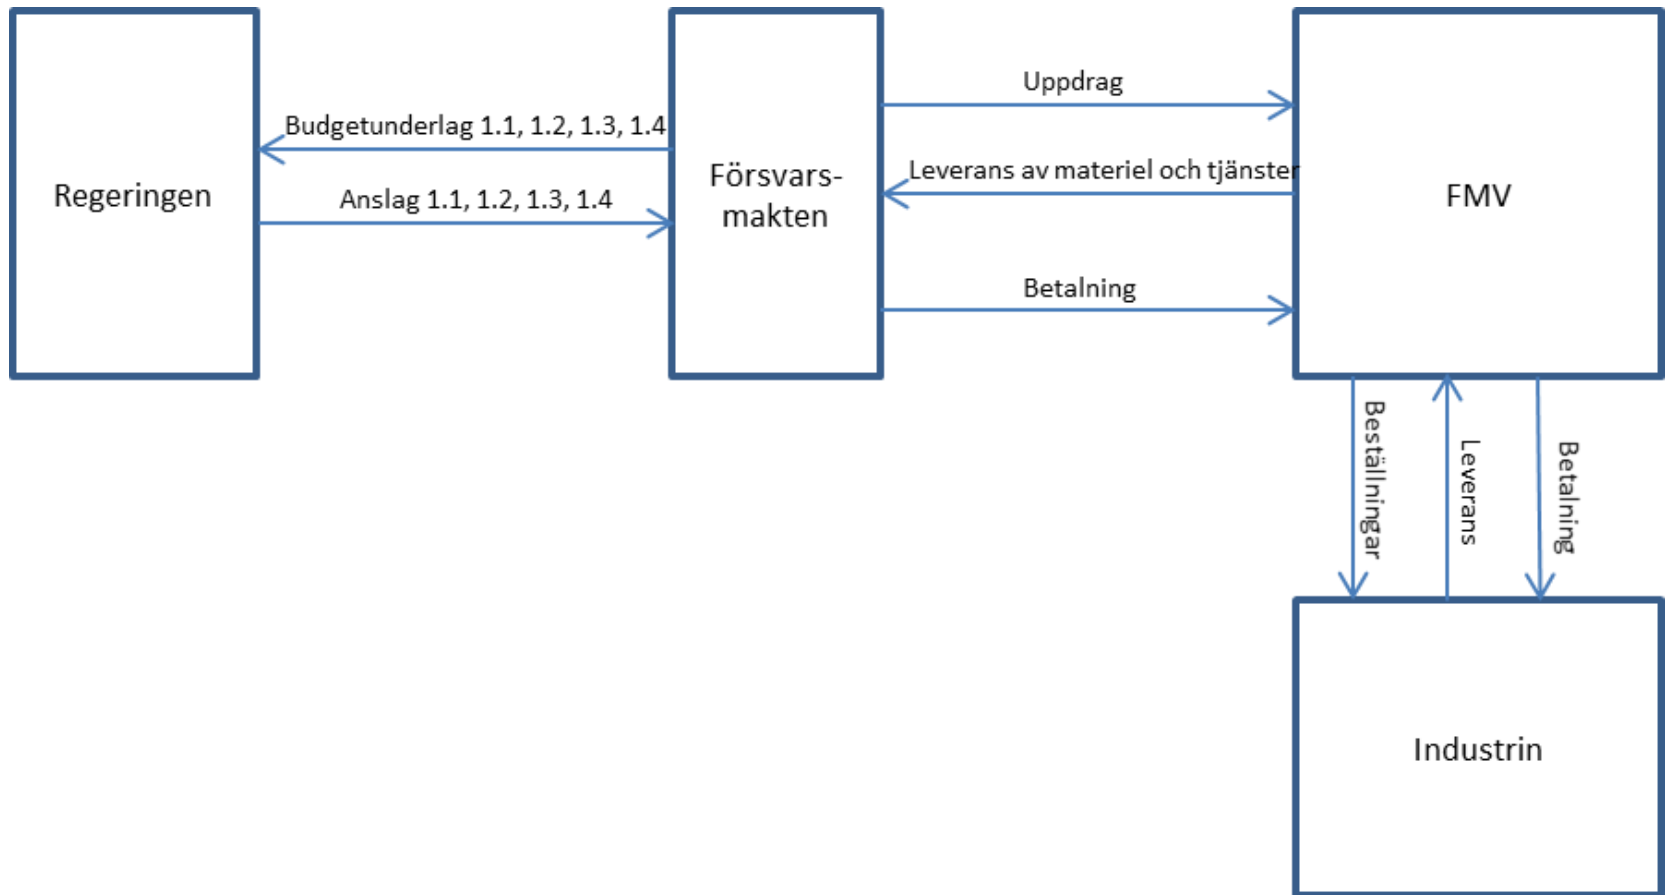 Regeringen
Budgetunderlag 1.1, 1.2, 1.3, 1.4
Anslag 1.1, 1.2, 1.3, 1.4
Försvars-
makten
Uppdrag
Leverans av materiel och tjänster
Betalning
FMV
Beställningar
Leverans
Betalning
Industrin